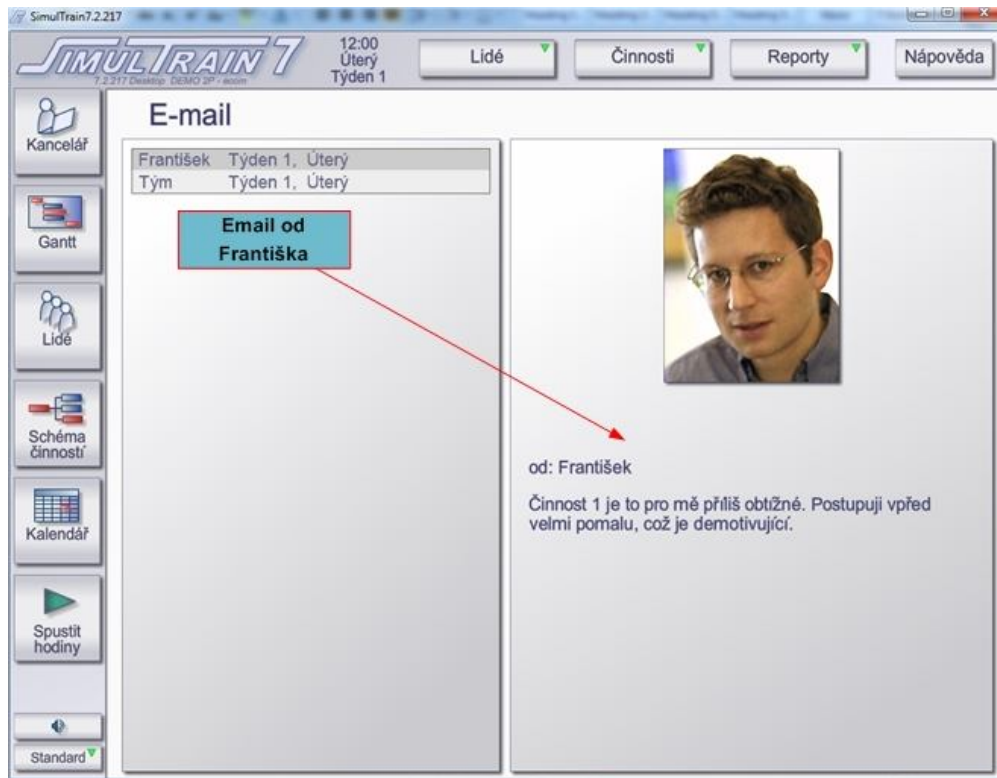 SimulTrain7.2.217
SIMULTRAIN 7
7.2.217 Desktop DEMO 2P -
12:00
Úterý
Týden 1
Lidé
Činnosti
Reporty
Nápověda
Kancelář
Gantt
Lidé
Schéma
činností
Kalendář
Spustit
hodiny
Standard
E-mail
František Týden 1, Úterý
Tým Týden 1, Úterý
Email od
Františka
od: František
Činnost 1 je to pro mě příliš obtížné. Postupuji vpřed
velmi pomalu, což je demotivující.